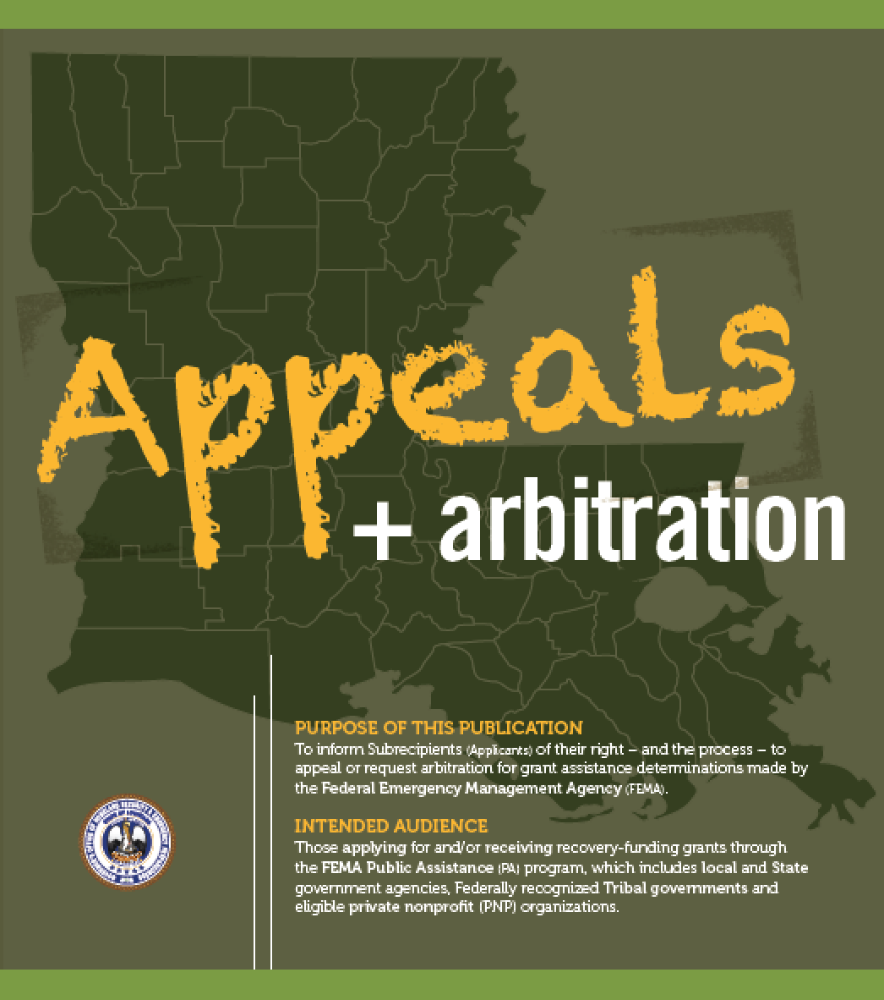 Appeals
+ arbitration
PURPOSE OF THIS PUBLICATION
To inform Subrecipients (Applicants) of their right – and the process – to
appeal or request arbitration for grant assistance determinations made by
the Federal Emergency Management Agency (FEMA).
INTENDED AUDIENCE
Those applying for and/or receiving recovery-funding grants through
the FEMA Public Assistance (PA) program, which includes local and State
government agencies, Federally recognized Tribal governments and
eligible private nonprofit (PNP) organizations.